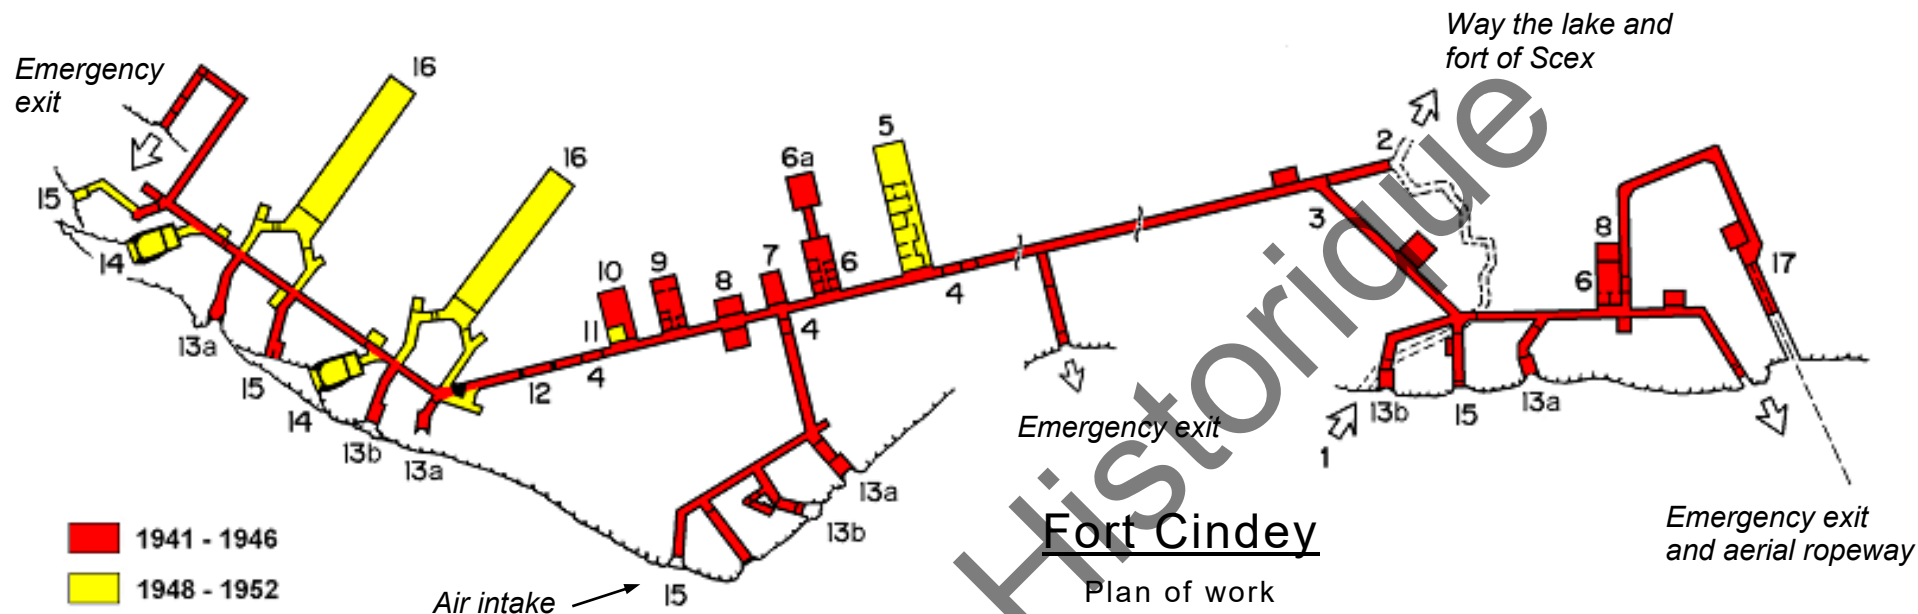 Way the lake and
fort of Scex
Emergency
exit
16
16
5
6a
2
15
14
10
9
8
7
6
4
3
8
6
17
13a
15
14
11
12
4
4
13b
13a
13a
13b
15
Emergency exit
1
13b
15
13a
Emergency exit
and aerial ropeway
1941 - 1946
1948 - 1952
Air intake
Fort Cindey
Plan of work
Historique